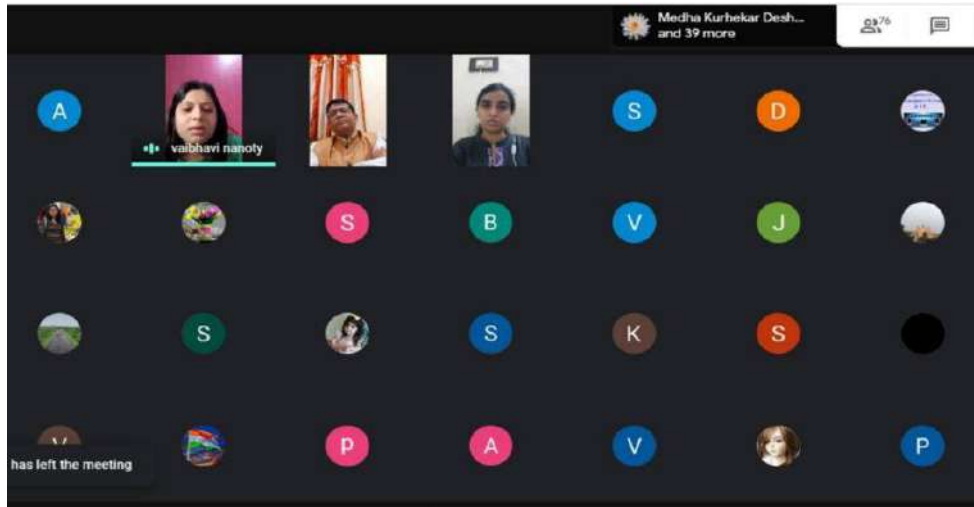 Medha Kurhekar Desh...
and 39 more
76
A
vaibhavi nanoty
S
D
S
B
V
J
S
S
K
S
V
P
A
V
P
has left the meeting